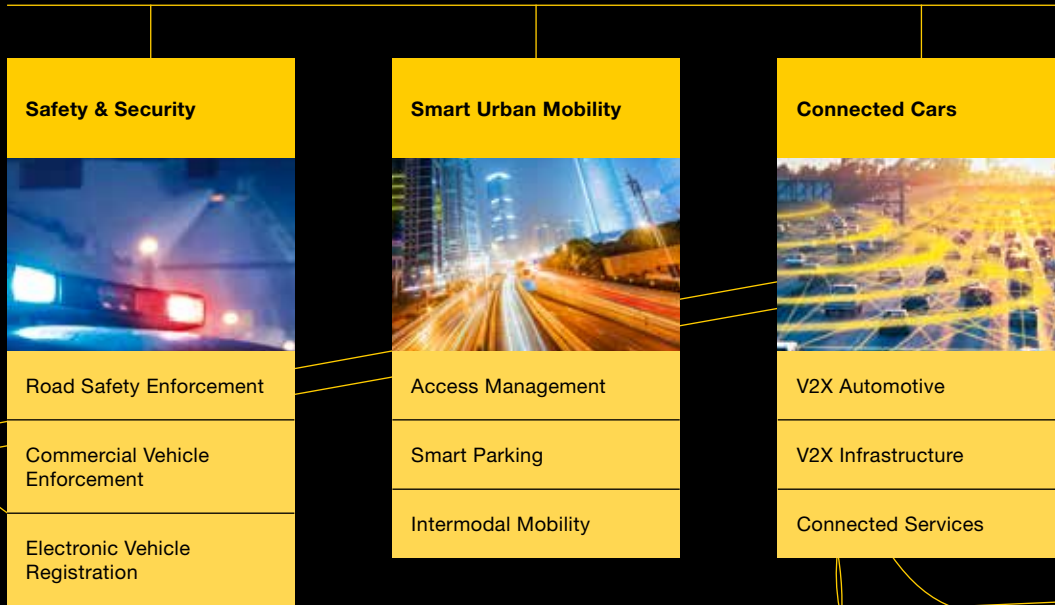 Safety & Security
Road Safety Enforcement
Commercial Vehicle
Enforcement
Electronic Vehicle
Registration
Smart Urban Mobility
Access Management
Smart Parking
Intermodal Mobility
Connected Cars
V2X Automotive
V2X Infrastructure
Connected Services